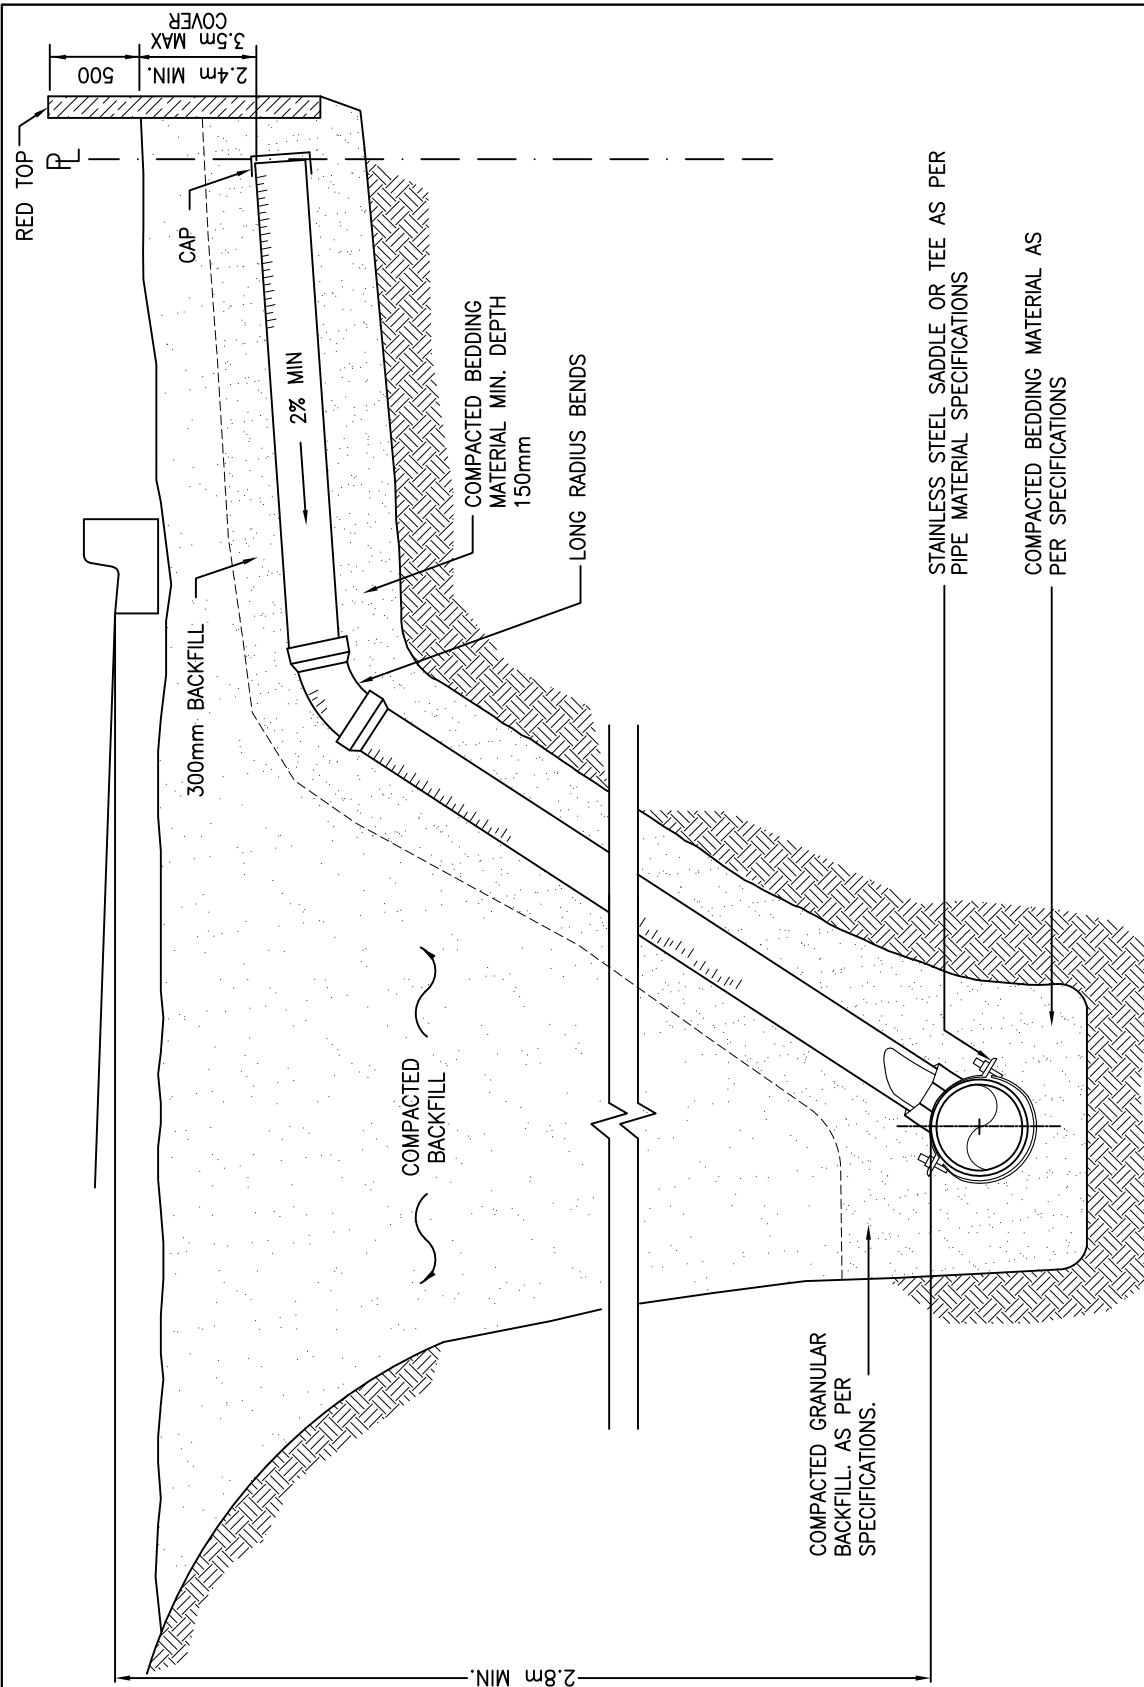 RED TOP
PL
500
2.4m MIN.
3.5m MAX
COVER
CAP
2% MIN
300mm BACKFILL
COMPACTED BEDDING
MATERIAL MIN. DEPTH
150mm
LONG RADIUS BENDS
STAINLESS STEEL SADDLE OR TEE AS PER
PIPE MATERIAL SPECIFICATIONS
COMPACTED BEDDING MATERIAL AS
PER SPECIFICATIONS
COMPACTED
BACKFILL
COMPACTED GRANULAR
BACKFILL. AS PER
SPECIFICATIONS.
2.8m MIN.